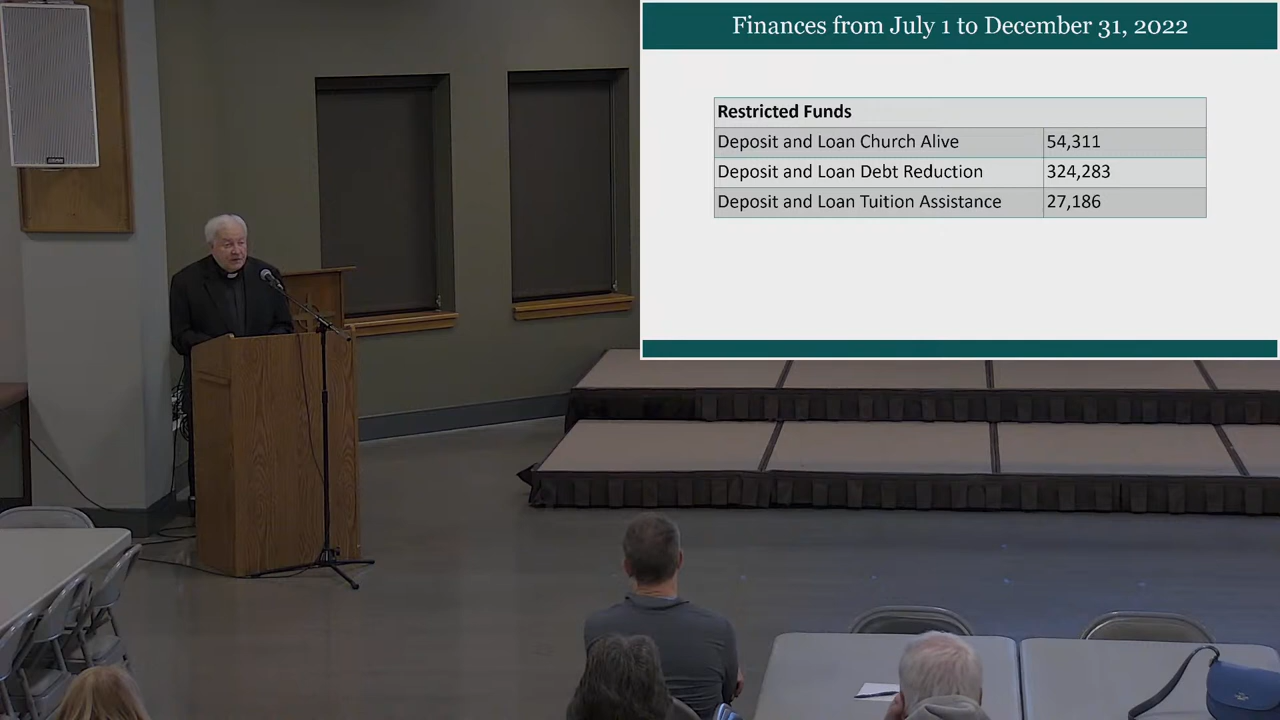 Finances from July 1 to December 31, 2022
Restricted Funds
Deposit and Loan Church Alive 54,311
Deposit and Loan Debt Reduction 324,283
Deposit and Loan Tuition Assistance 27,186